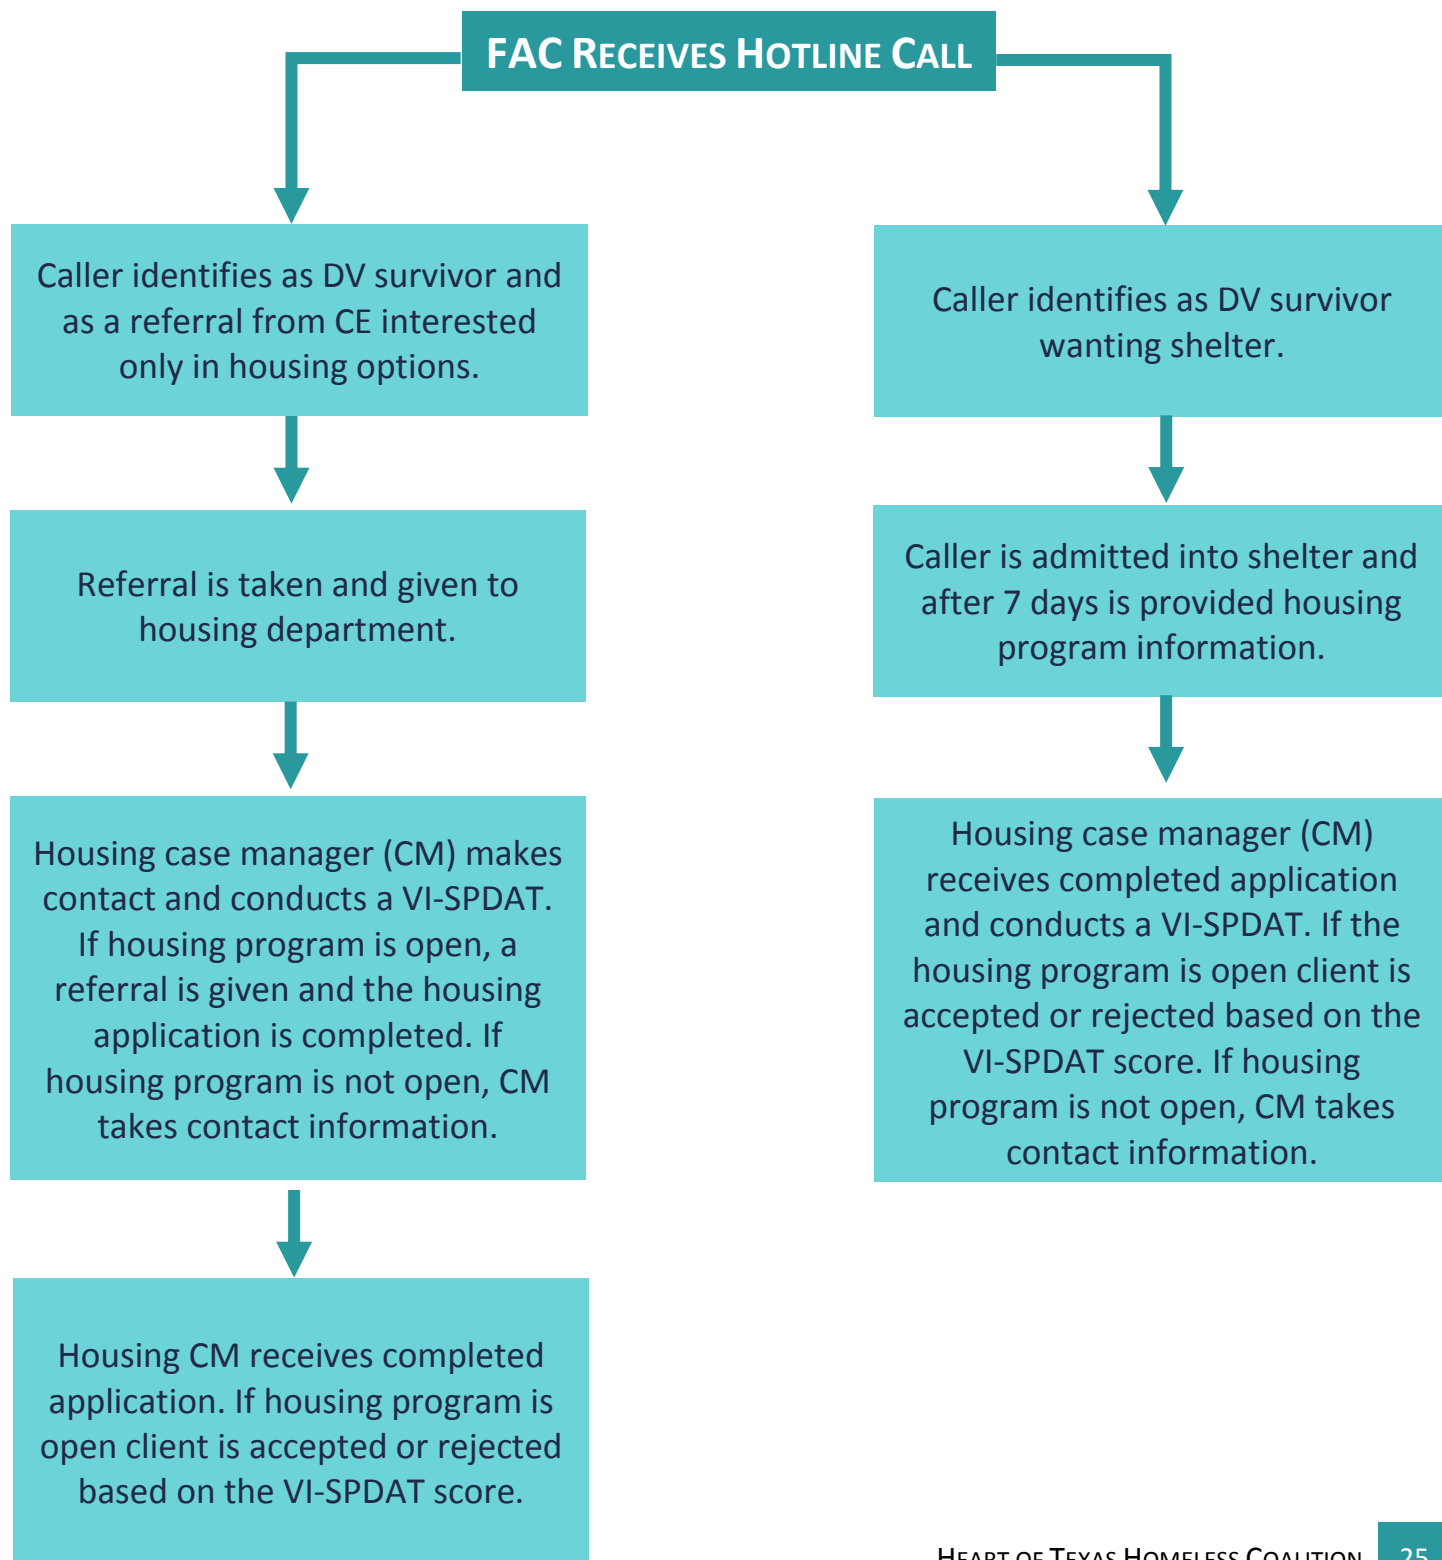 FAC RECEIVES HOTLINE CALL
Caller identifies as DV survivor and
as a referral from CE interested
only in housing options.
Referral is taken and given to
housing department.
Housing case manager (CM) makes
contact and conducts a VI-SPDAT.
If housing program is open, a
referral is given and the housing
application is completed. If
housing program is not open, CM
takes contact information.
Housing CM receives completed
application. If housing program is
open client is accepted or rejected
based on the VI-SPDAT score.
Caller identifies as DV survivor
wanting shelter.
Caller is admitted into shelter and
after 7 days is provided housing
program information.
Housing case manager (CM)
receives completed application
and conducts a VI-SPDAT. If the
housing program is open client is
accepted or rejected based on the
VI-SPDAT score. If housing
program is not open, CM takes
contact information.
HEART OF TEXAS HOMELESS COALITION 25